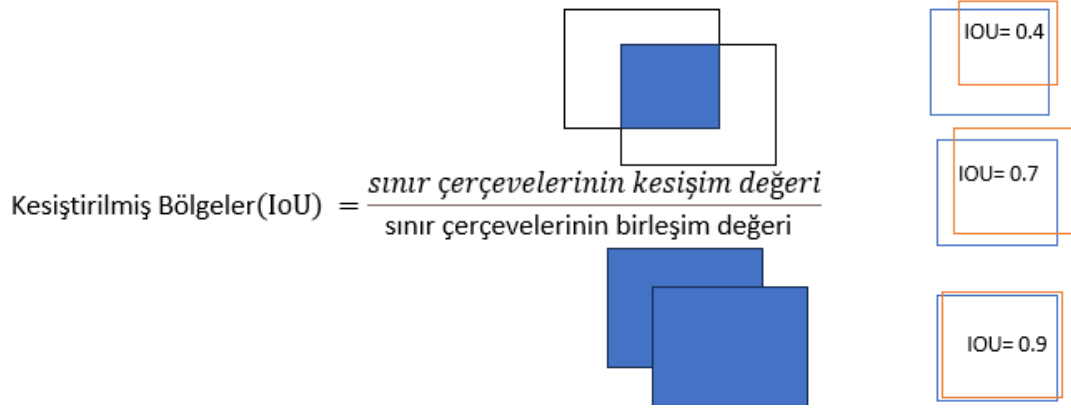 IOU= 0.4
IOU= 0.7
sınır çerçevelerinin kesişim değeri
Kesiştirilmiş Bölgeler(IoU) =
sınır çerçevelerinin birleşim değeri
IOU= 0.9